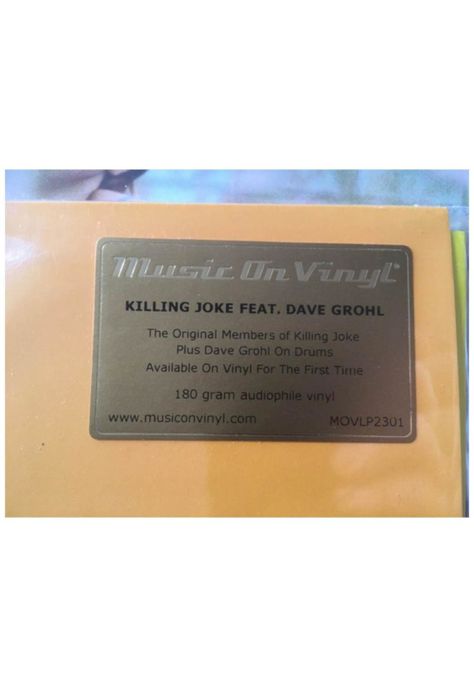 Music On Vinyl®
KILLING JOKE FEAT. DAVE GROHL
The Original Members of Killing Joke
Plus Dave Grohl On Drums
Available On Vinyl For The First Time
180 gram audiophile vinyl
www.musiconvinyl.com MOVLP2301